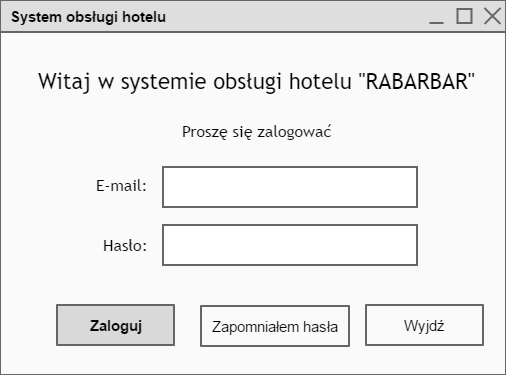 System obsługi hotelu
Witaj w systemie obsługi hotelu "RABARBAR"
Proszę się zalogować
E-mail:
Hasło:
Zaloguj
Zapomniałem hasła
Wyjdź